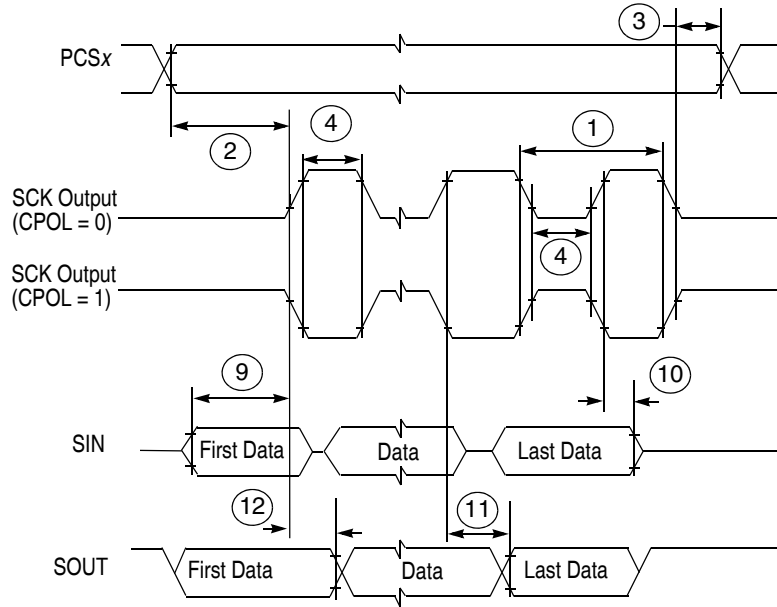 3
PCSx
2
4
1
SCK Output
(CPOL = 0)
4
SCK Output
(CPOL = 1)
9
10
SIN
First Data
Data
Last Data
12
11
SOUT
First Data
Data
Last Data